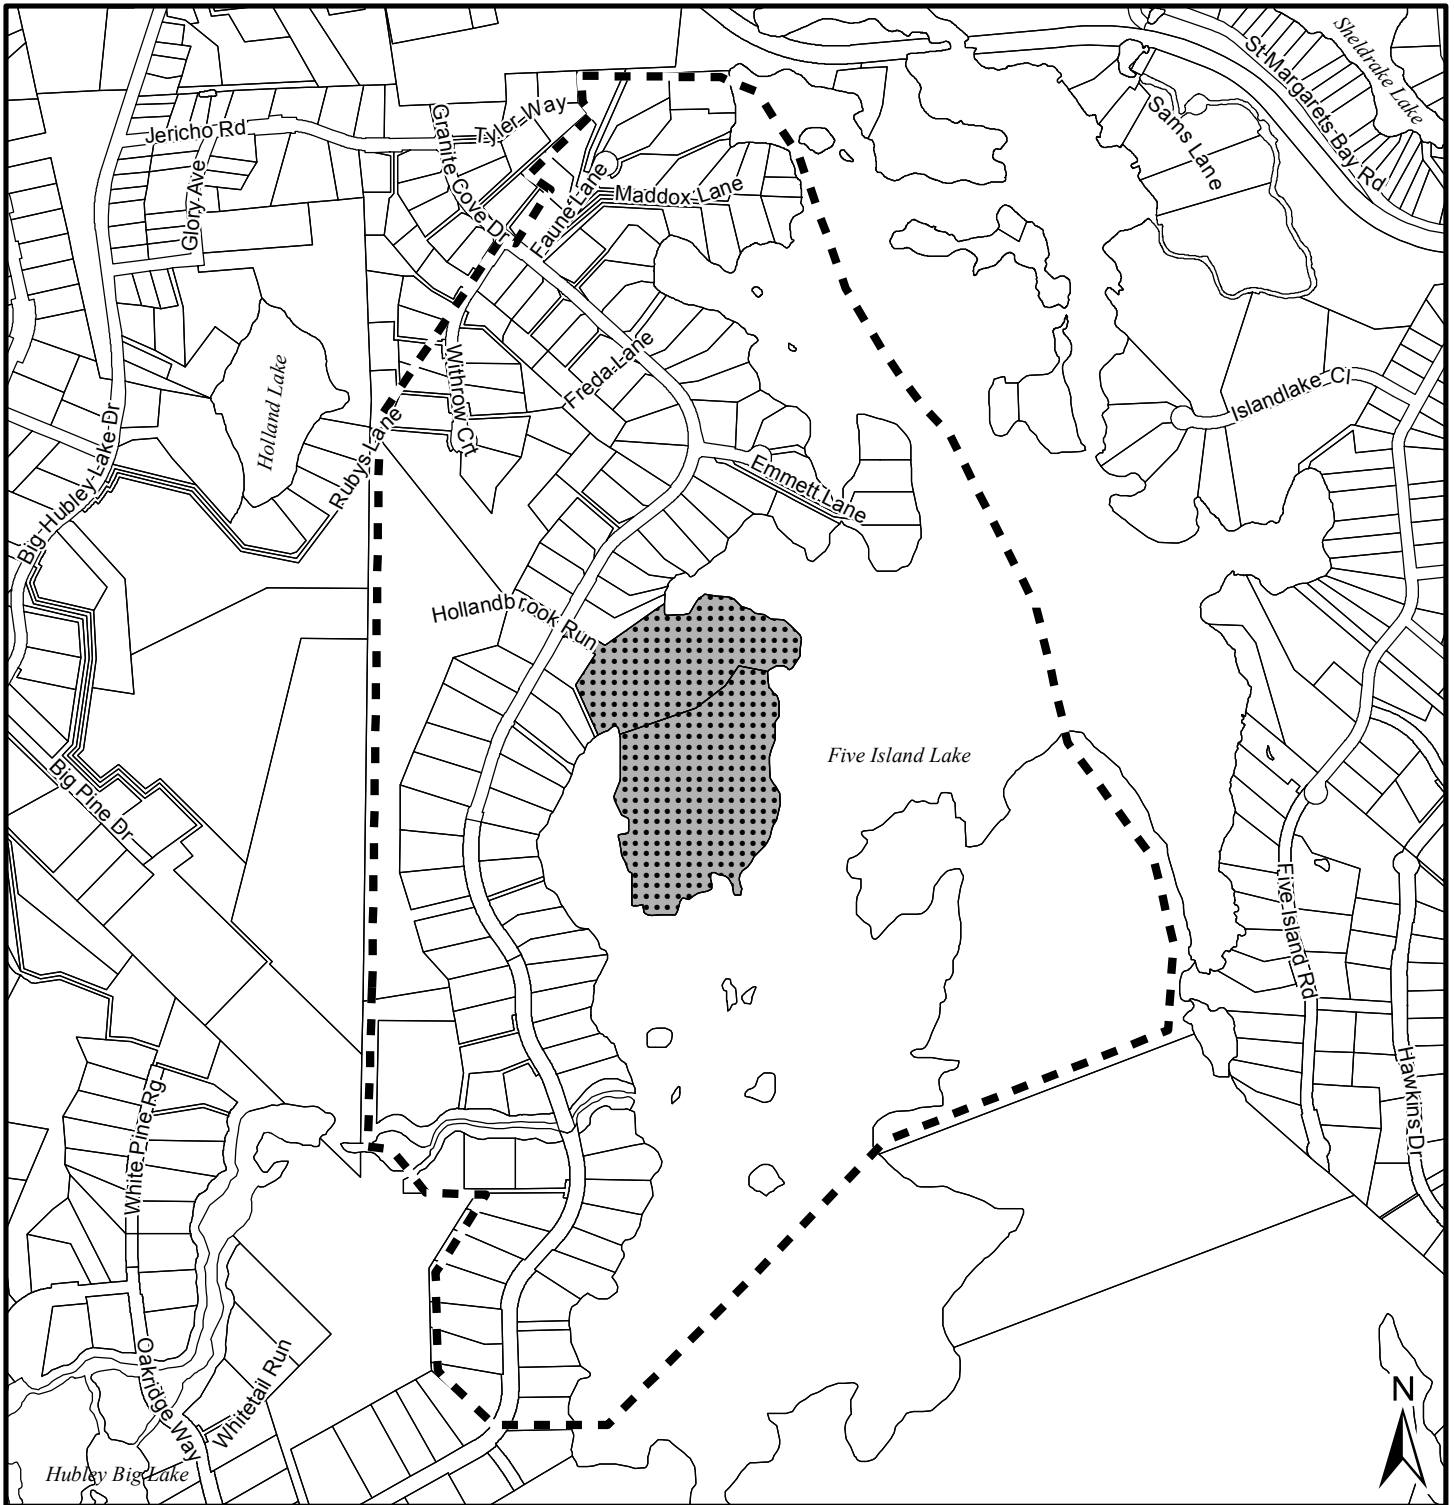 Sheldrake Lake
St Margarets Bay Rd
Sams Lane
Tyler Way
Granite Cove Dr
Jericho Rd
Glory Ave
Maddox Lane
Faune Lane
Freda Lane
Withrow Crt
Holland Lake
Islandlake Cl
Rubys Lane
Big Hubley Lake Dr
Emmett Lane
Hollandbrook Run
Five Island Lake
Big Pine Dr
Five Island Rd
Hawkins Dr
White Pine Rg
Oakridge Way
Whitetail Run
N
Hubley Big Lake